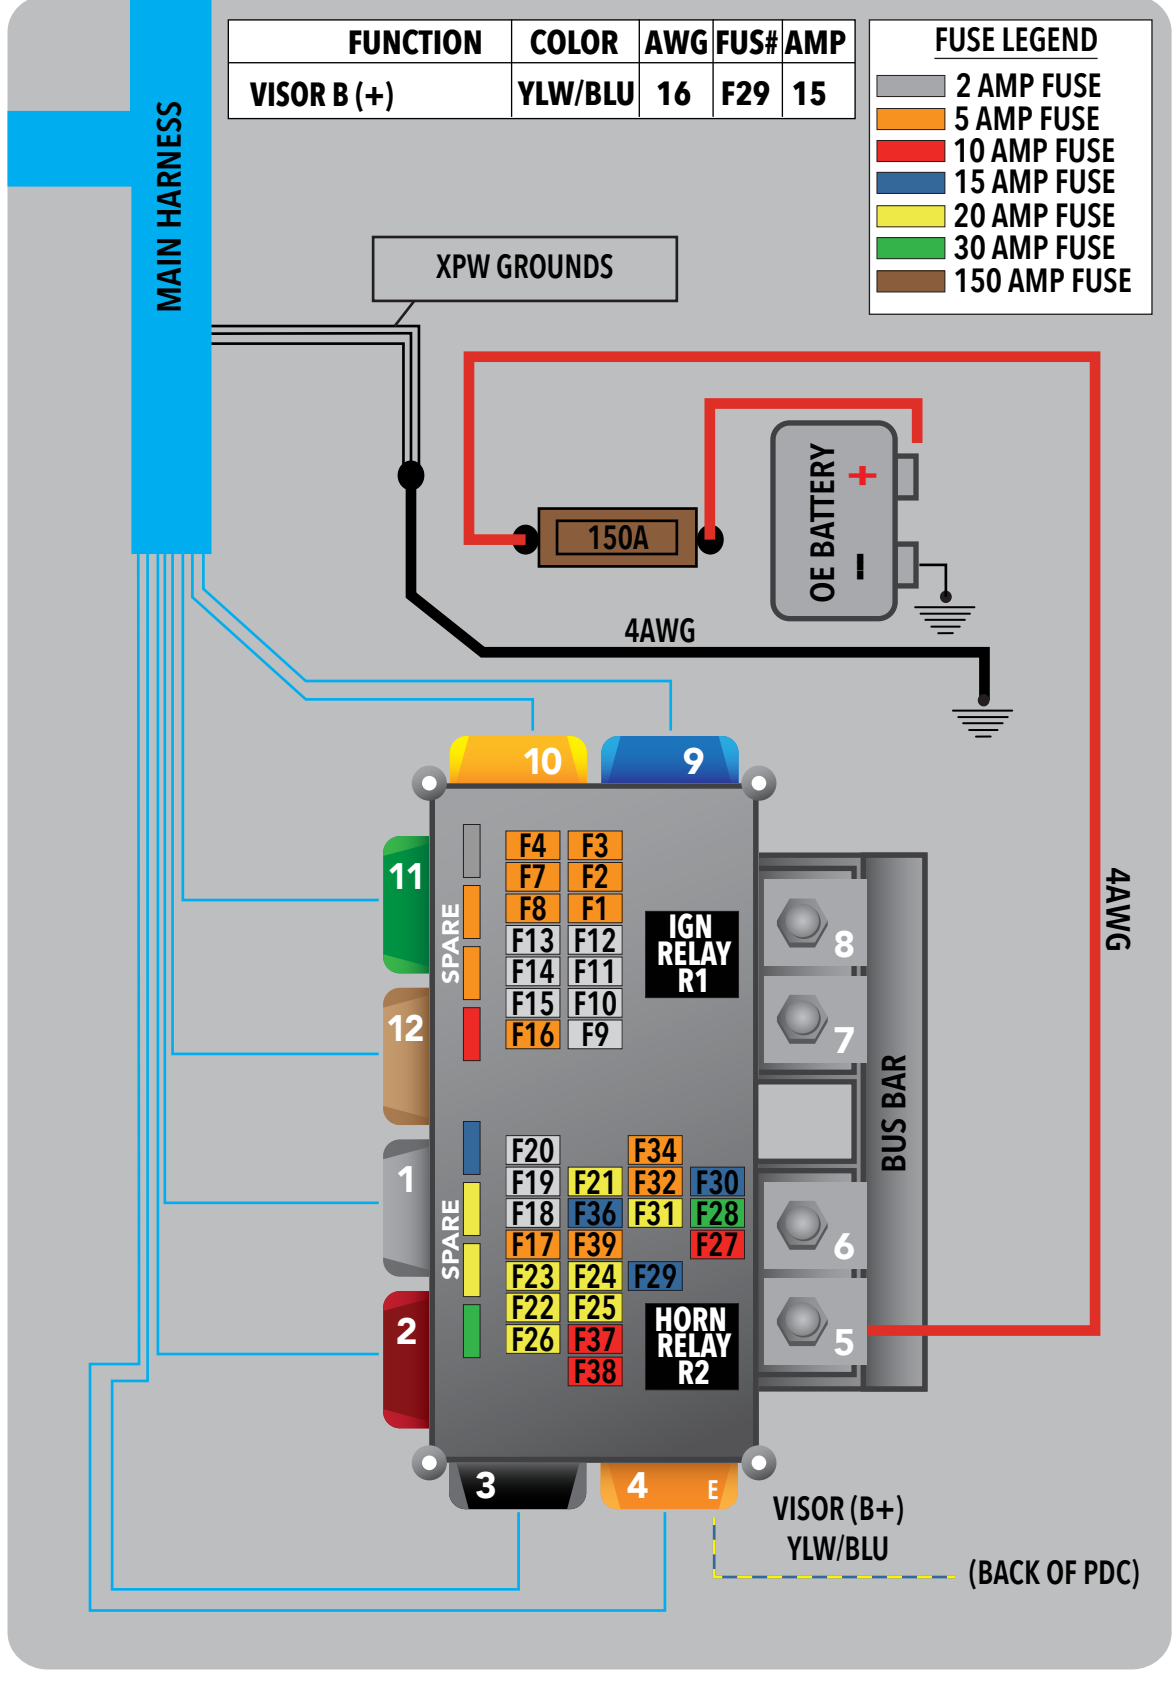 FUNCTION COLOR AWG FUS# AMP
VISOR B (+) YLW/BLU 16 F29 15
FUSE LEGEND
2 AMP FUSE
5 AMP FUSE
10 AMP FUSE
15 AMP FUSE
20 AMP FUSE
30 AMP FUSE
150 AMP FUSE
MAIN HARNESS
XPW GROUNDS
150A
OE BATTERY
+
-
4AWG
4AWG
10
9
11
12
1
2
3
4 E
SPARE
F4 F3
F7 F2
F8 F1
F13 F12
F14 F11
F15 F10
F16 F9
IGN
RELAY
R1
8
7
6
5
BUS BAR
SPARE
F20 F34
F19 F21 F32 F30
F18 F36 F31 F28
F17 F39 F27
F23 F24 F29
F22 F25
F26 F37
F38
HORN
RELAY
R2
VISOR (B+)
YLW/BLU
(BACK OF PDC)